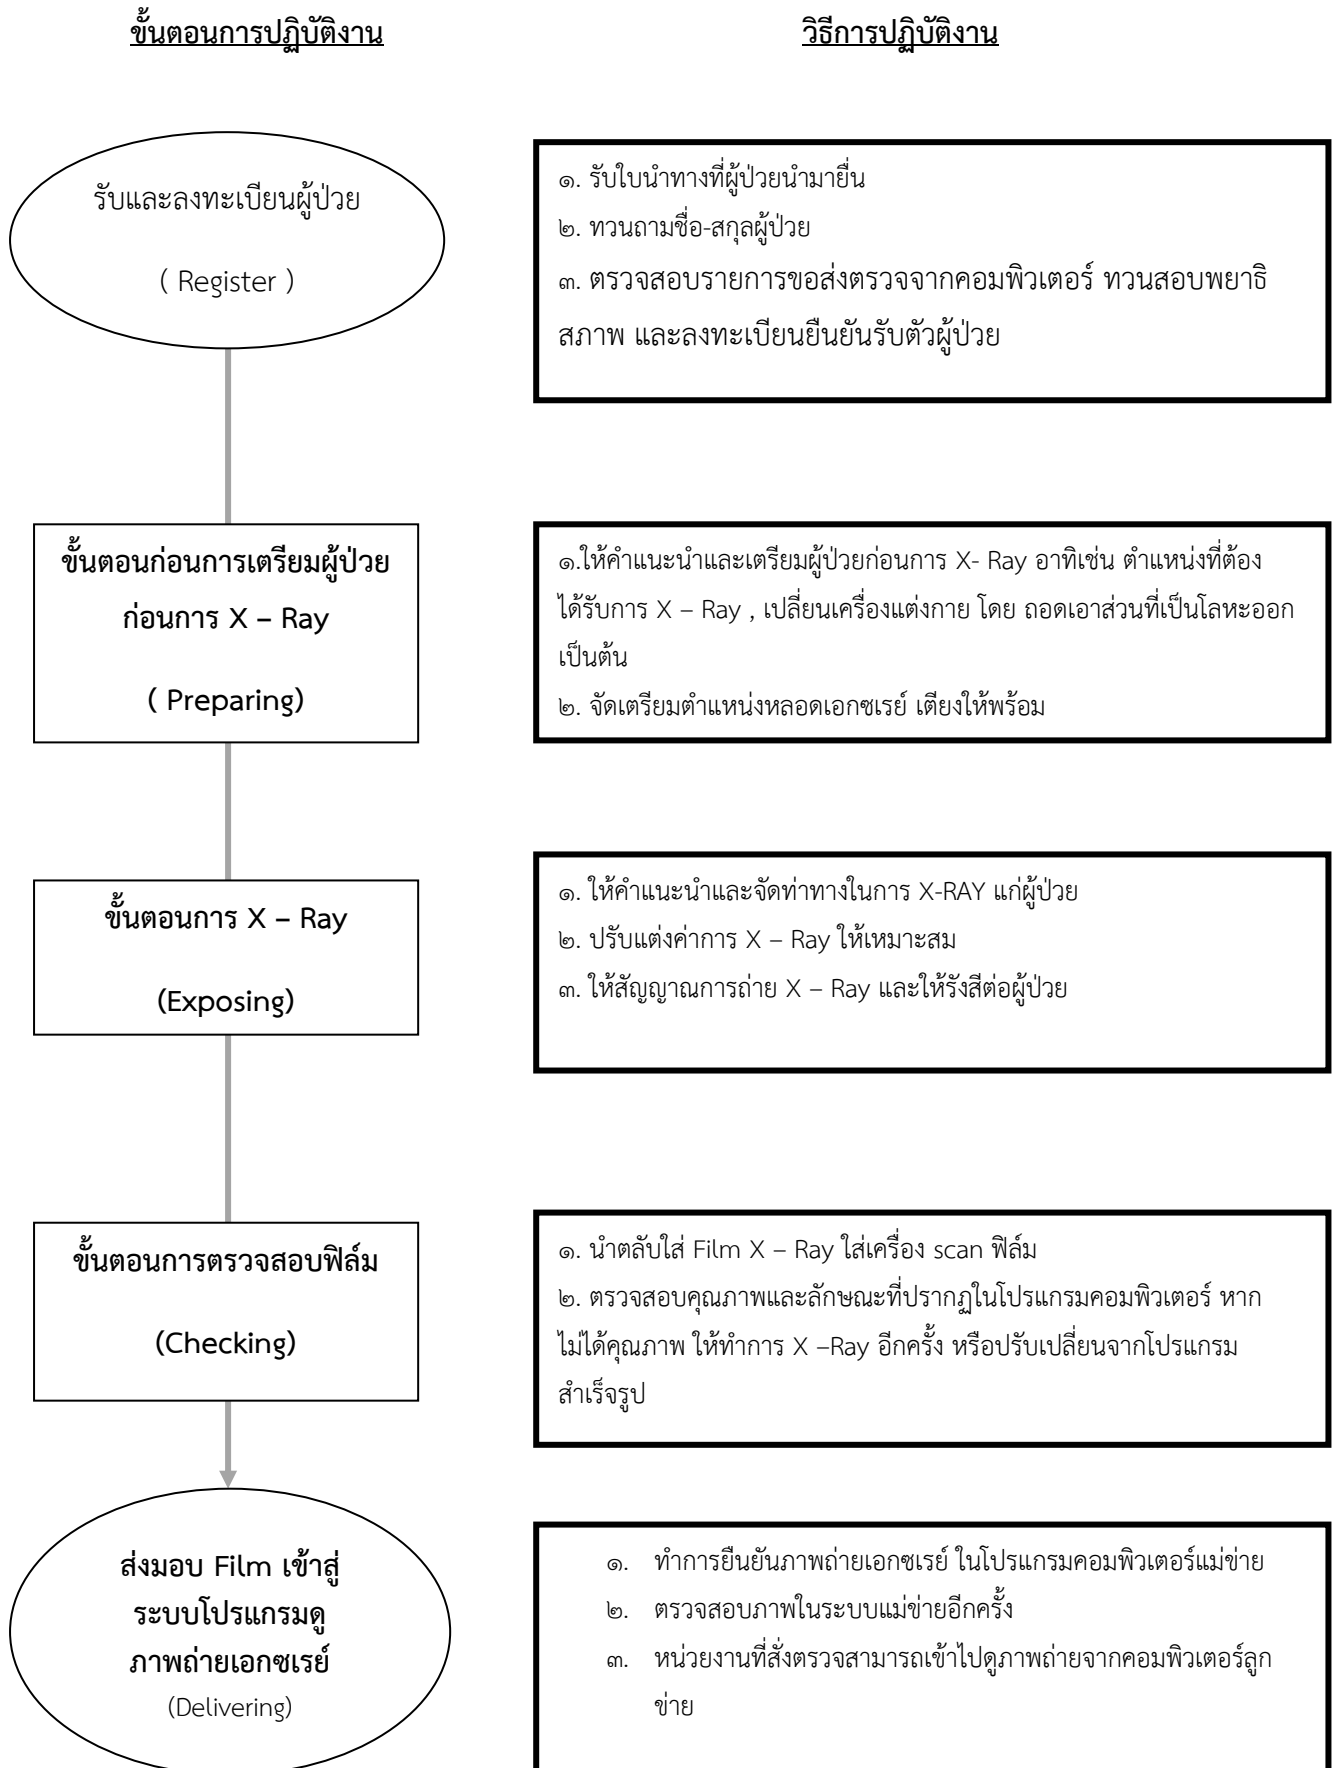 ขั้นตอนการปฏิบัติงาน
วิธีการปฏิบัติงาน
รับและลงทะเบียนผู้ป่วย
( Register )
๑. รับใบนำทางที่ผู้ป่วยนำมายื่น
๒. ทวนถามชื่อ-สกุลผู้ป่วย
๓. ตรวจสอบรายการขอส่งตรวจจากคอมพิวเตอร์ ทวนสอบพยาธิ
สภาพ และลงทะเบียนยืนยันรับตัวผู้ป่วย
ขั้นตอนก่อนการเตรียมผู้ป่วย
ก่อนการ X – Ray
( Preparing)
๑.ให้คำแนะนำและเตรียมผู้ป่วยก่อนการ X- Ray อาทิเช่น ตำแหน่งที่ต้อง
ได้รับการ X – Ray , เปลี่ยนเครื่องแต่งกาย โดย ถอดเอาส่วนที่เป็นโลหะออก
เป็นต้น
๒. จัดเตรียมตำแหน่งหลอดเอกซเรย์ เตียงให้พร้อม
ขั้นตอนการ X – Ray
(Exposing)
๑. ให้คำแนะนำและจัดท่าทางในการ X-RAY แก่ผู้ป่วย
๒. ปรับแต่งค่าการ X – Ray ให้เหมาะสม
๓. ให้สัญญาณการถ่าย X – Ray และให้รังสีต่อผู้ป่วย
ขั้นตอนการตรวจสอบฟิล์ม
(Checking)
๑. นำตลับใส่ Film X – Ray ใส่เครื่อง scan ฟิล์ม
๒. ตรวจสอบคุณภาพและลักษณะที่ปรากฏในโปรแกรมคอมพิวเตอร์ หาก
ไม่ได้คุณภาพ ให้ทำการ X –Ray อีกครั้ง หรือปรับเปลี่ยนจากโปรแกรม
สำเร็จรูป
ส่งมอบ Film เข้าสู่
ระบบโปรแกรมดู
ภาพถ่ายเอกซเรย์
(Delivering)
๑. ทำการยืนยันภาพถ่ายเอกซเรย์ ในโปรแกรมคอมพิวเตอร์แม่ข่าย
๒. ตรวจสอบภาพในระบบแม่ข่ายอีกครั้ง
๓. หน่วยงานที่สั่งตรวจสามารถเข้าไปดูภาพถ่ายจากคอมพิวเตอร์ลูก
ข่าย